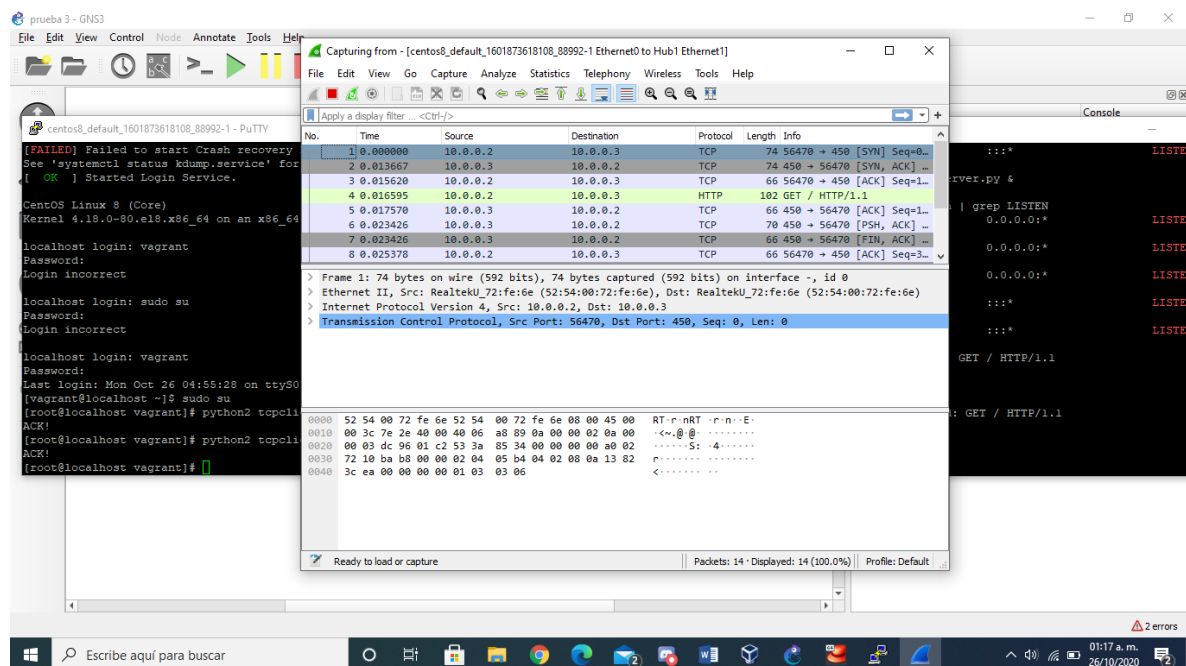 prueba 3 - GNS3
File Edit View Control Node Annotate Tools Help
Console
centos8_default_1601873618108_88992-1 - PuTTY
[FAILED] Failed to start Crash recovery
See 'systemctl status kdump.service' for
[ OK ] Started Login Service.
CentOS Linux 8 (Core)
Kernel 4.18.0-80.el8.x86_64 on an x86_64
localhost login: vagrant
Password:
Login incorrect
localhost login: sudo su
Password:
Login incorrect
localhost login: vagrant
Password:
Last login: Mon Oct 26 04:55:28 on ttyS0
[vagrant@localhost ~]$ sudo su
[root@localhost vagrant]# python2 tcpcli
ACK!
[root@localhost vagrant]# python2 tcpcli
ACK!
[root@localhost vagrant]#
Capturing from - [centos8_default_1601873618108_88992-1 Ethernet0 to Hub1 Ethernet1]
File Edit View Go Capture Analyze Statistics Telephony Wireless Tools Help
Apply a display filter ... <Ctrl-/>
No. Time Source Destination Protocol Length Info
1 0.000000 10.0.0.2 10.0.0.3 TCP 74 56470 → 450 [SYN] Seq=0…
2 0.013667 10.0.0.3 10.0.0.2 TCP 74 450 → 56470 [SYN, ACK] …
3 0.015620 10.0.0.2 10.0.0.3 TCP 66 56470 → 450 [ACK] Seq=1…
4 0.016595 10.0.0.2 10.0.0.3 HTTP 102 GET / HTTP/1.1
5 0.017570 10.0.0.3 10.0.0.2 TCP 66 450 → 56470 [ACK] Seq=1…
6 0.023426 10.0.0.3 10.0.0.2 TCP 70 450 → 56470 [PSH, ACK] …
7 0.023426 10.0.0.3 10.0.0.2 TCP 66 450 → 56470 [FIN, ACK] …
8 0.025378 10.0.0.2 10.0.0.3 TCP 66 56470 → 450 [ACK] Seq=3…
> Frame 1: 74 bytes on wire (592 bits), 74 bytes captured (592 bits) on interface -, id 0
> Ethernet II, Src: RealtekU_72:fe:6e (52:54:00:72:fe:6e), Dst: RealtekU_72:fe:6e (52:54:00:72:fe:6e)
> Internet Protocol Version 4, Src: 10.0.0.2, Dst: 10.0.0.3
> Transmission Control Protocol, Src Port: 56470, Dst Port: 450, Seq: 0, Len: 0
0000 52 54 00 72 fe 6e 52 54 00 72 fe 6e 08 00 45 00 RT·r·nRT ·r·n··E·
0010 00 3c 7e 2e 40 00 40 06 a8 89 0a 00 00 02 0a 00 ·<~.@·@· ········
0020 00 03 dc 96 01 c2 53 3a 85 34 00 00 00 00 a0 02 ······S: ·4······
0030 72 10 ba b8 00 00 02 04 05 b4 04 02 08 0a 13 82 r······· ········
0040 3c ea 00 00 00 00 01 03 03 06 <······· ··
Ready to load or capture
Packets: 14 · Displayed: 14 (100.0%)
Profile: Default
:::* LISTE
rver.py &
| grep LISTEN
0.0.0.0:* LISTE
0.0.0.0:* LISTE
0.0.0.0:* LISTE
:::* LISTE
:::* LISTE
GET / HTTP/1.1
: GET / HTTP/1.1
2 errors
Escribe aquí para buscar
01:17 a. m.
26/10/2020